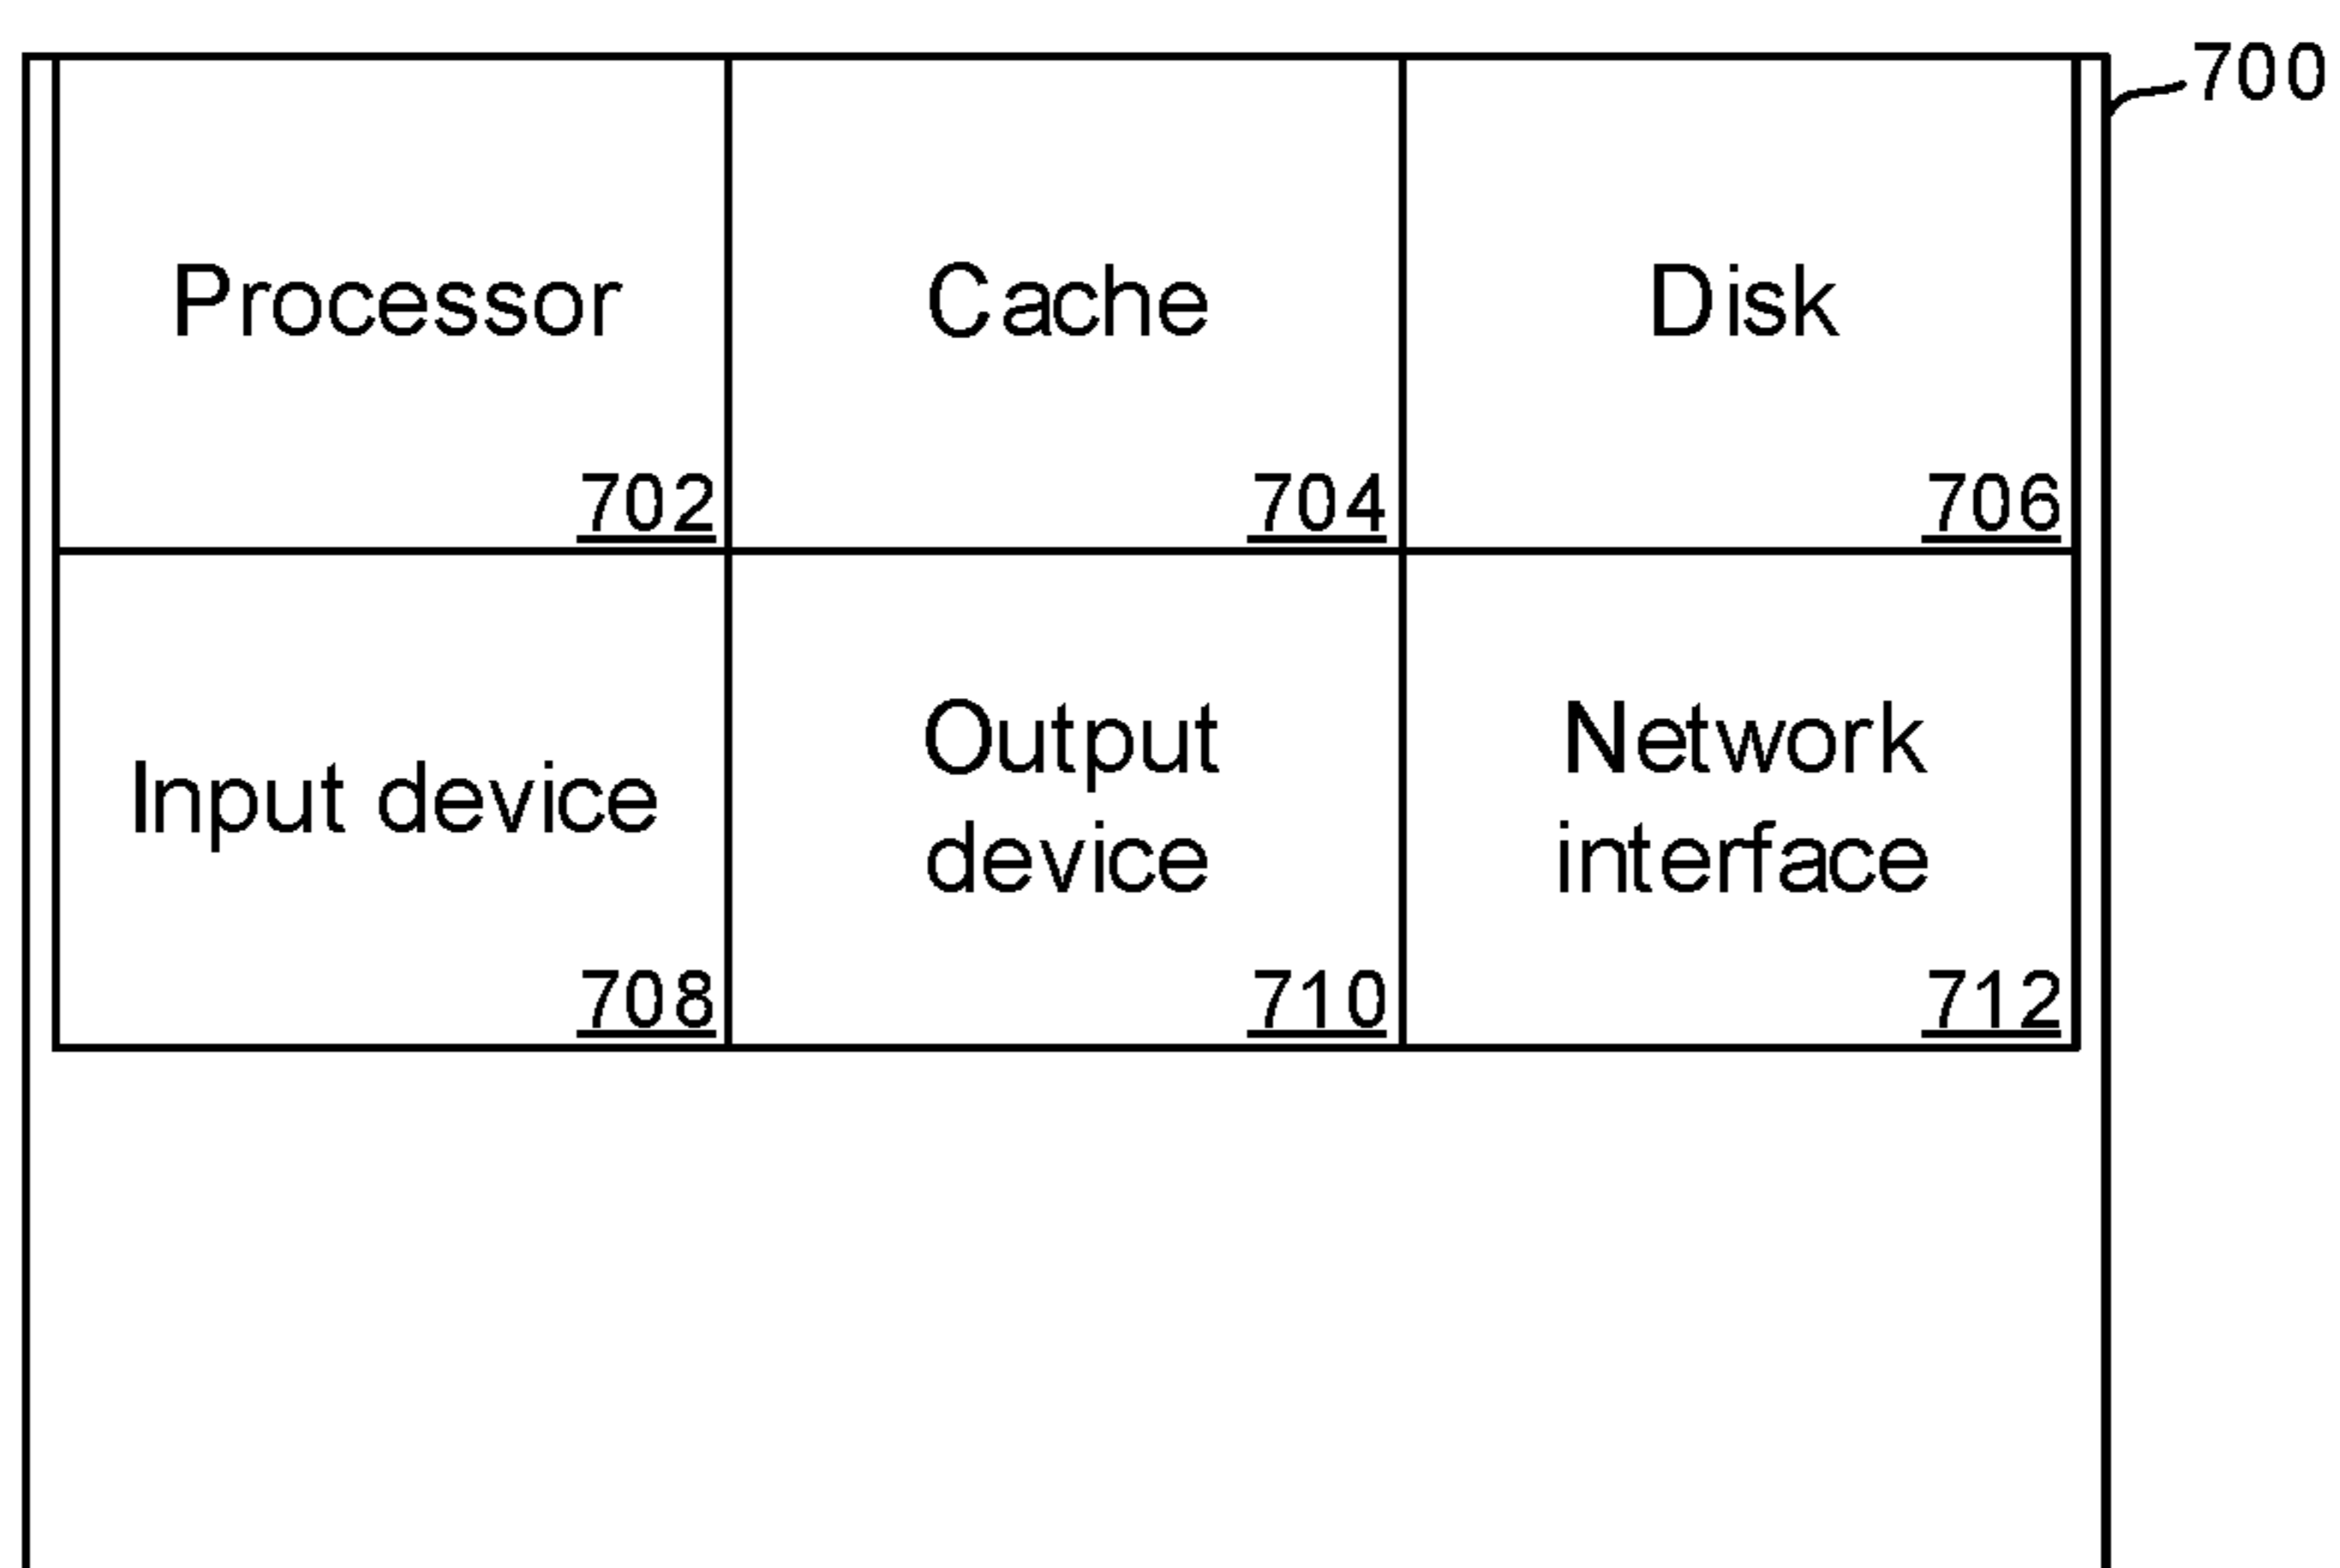 700
Processor
702
Cache
704
Disk
706
Input device
708
Output
device
710
Network
interface
712